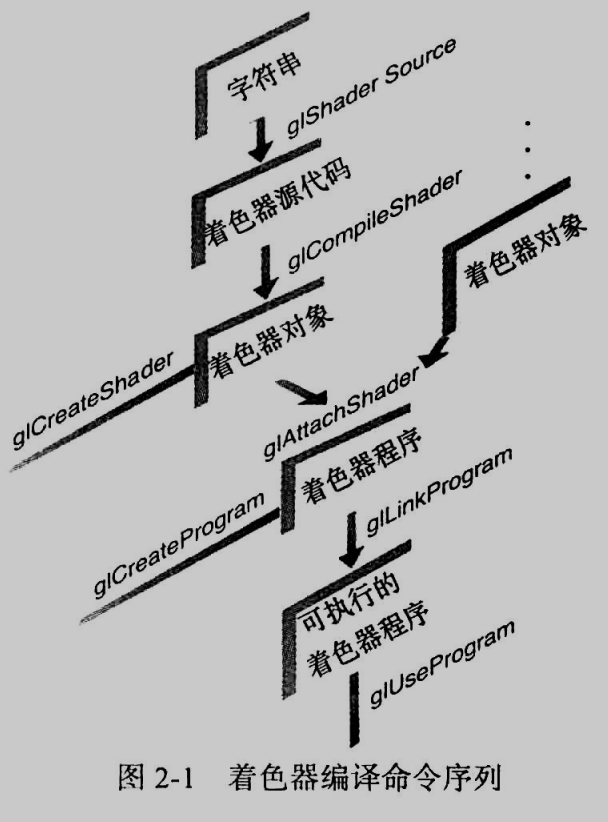 字符串
glShader Source
着色器源代码
glCompileShader
着色器对象
着色器对象
glCreateShader
glAttachShader
着色器程序
glCreateProgram
glLinkProgram
可执行的
着色器程序
glUseProgram
图 2-1 着色器编译命令序列